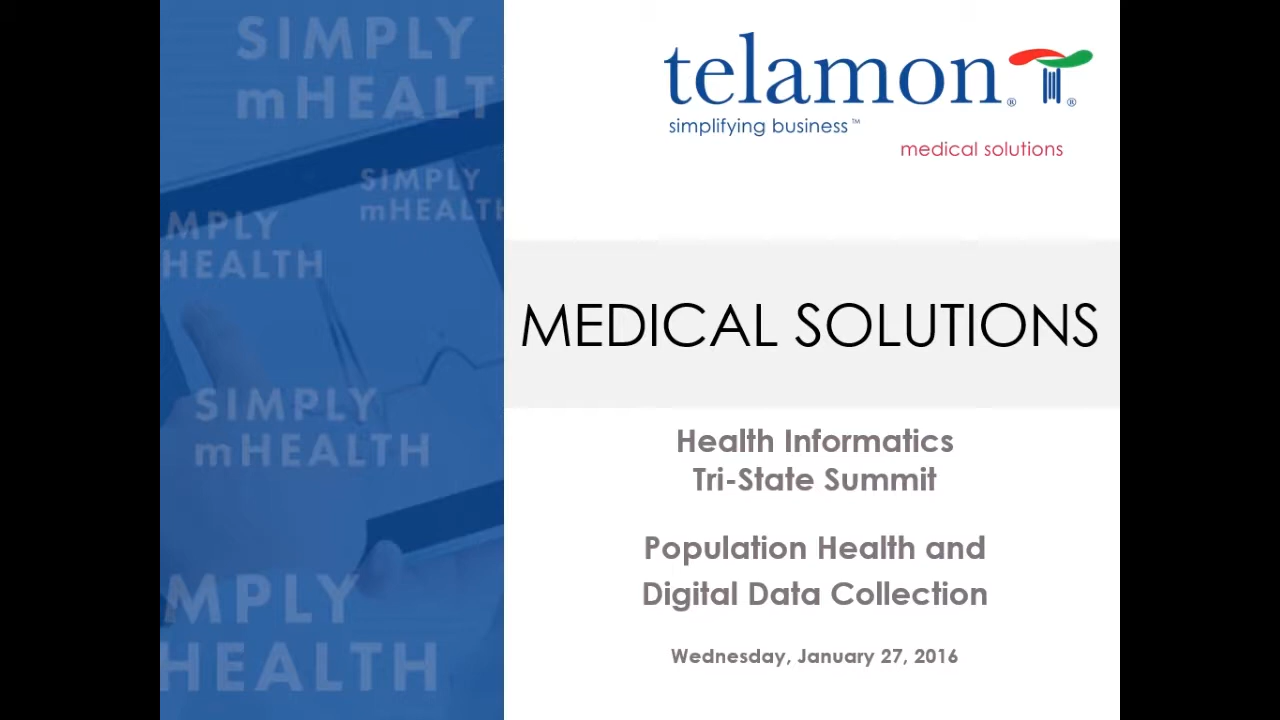 SIMPLY
mHEALT
SIMPLY
mHEALTH
MPLY
HEALTH
SIMPLY
mHEALTH
MPLY
HEALTH
telamon® ®
simplifying business™
medical solutions
MEDICAL SOLUTIONS
Health Informatics
Tri-State Summit
Population Health and
Digital Data Collection
Wednesday, January 27, 2016